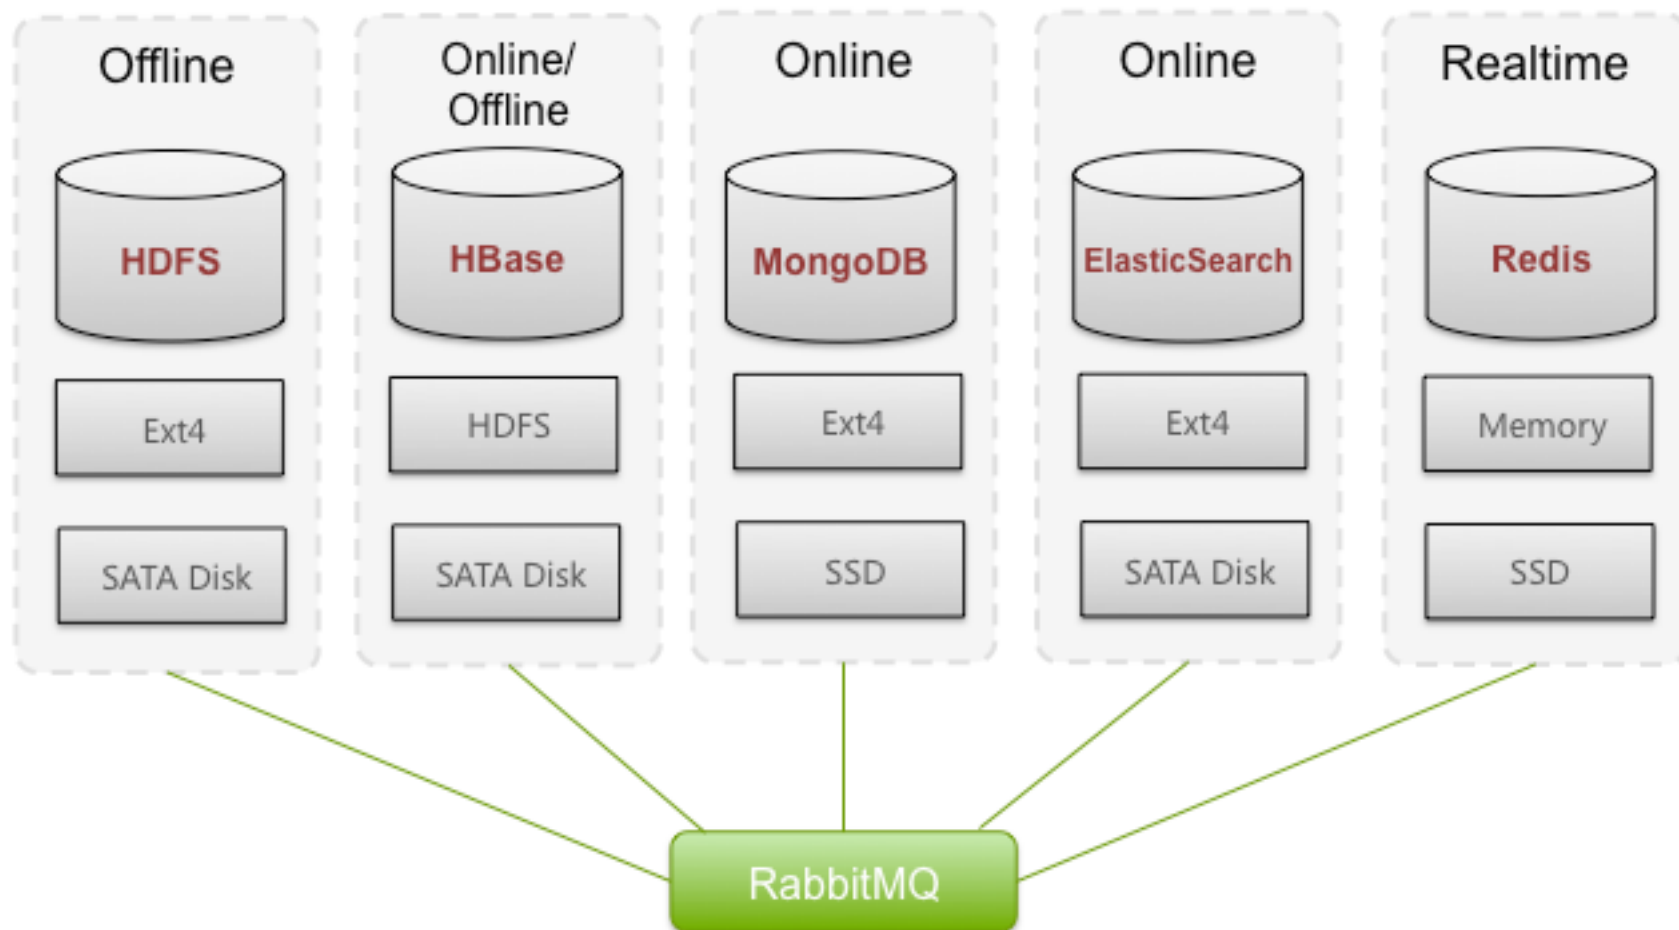 Offline
Online/
Offline
Online
Online
Realtime
HDFS
HBase
MongoDB
ElasticSearch
Redis
Ext4
HDFS
Ext4
Ext4
Memory
SATA Disk
SATA Disk
SSD
SATA Disk
SSD
RabbitMQ